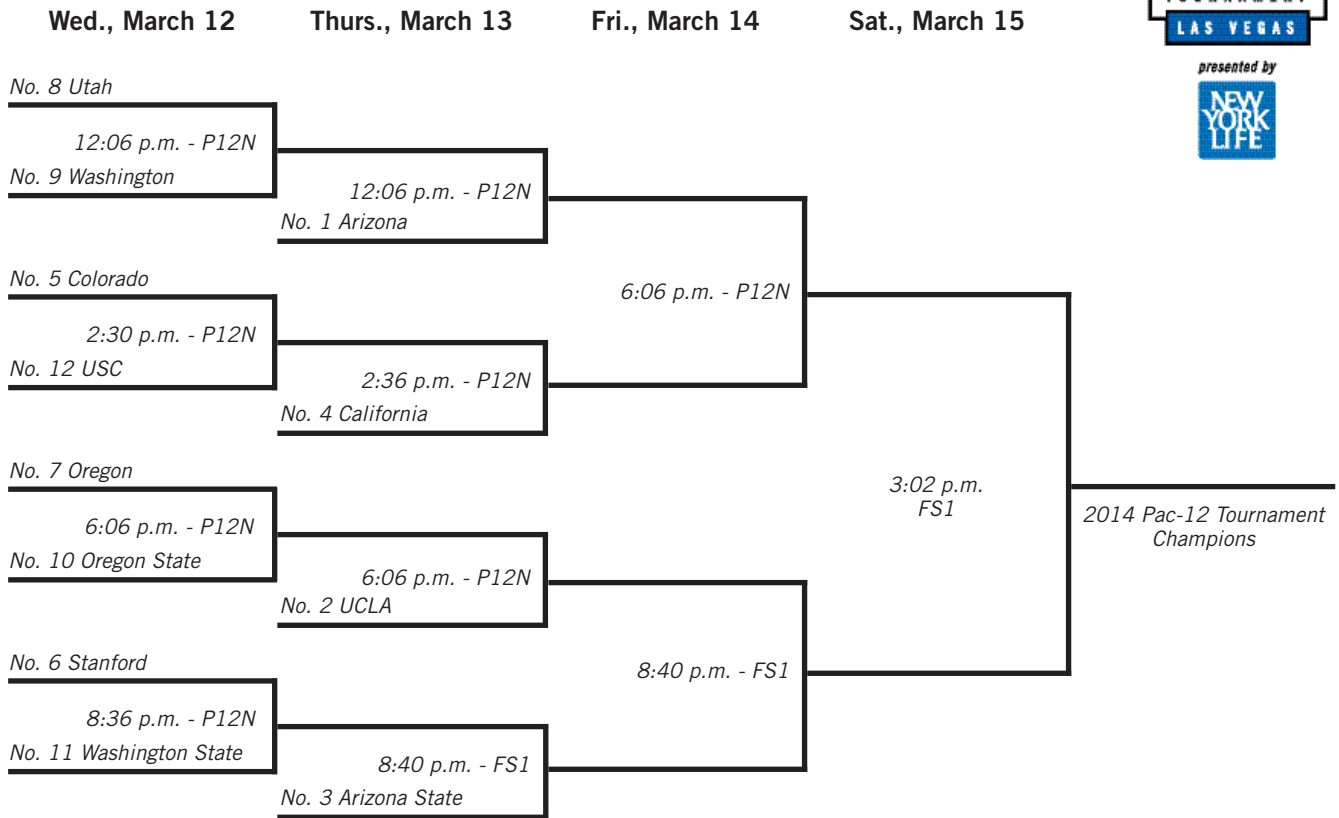 Wed., March 12
Thurs., March 13
Fri., March 14
Sat., March 15
LAS VEGAS
presented by
NEW
YORK
LIFE
No. 8 Utah
12:06 p.m. - P12N
No. 9 Washington
12:06 p.m. - P12N
No. 1 Arizona
No. 5 Colorado
2:30 p.m. - P12N
No. 12 USC
2:36 p.m. - P12N
No. 4 California
6:06 p.m. - P12N
No. 7 Oregon
6:06 p.m. - P12N
No. 10 Oregon State
6:06 p.m. - P12N
No. 2 UCLA
No. 6 Stanford
8:36 p.m. - P12N
No. 11 Washington State
8:40 p.m. - FS1
No. 3 Arizona State
8:40 p.m. - FS1
3:02 p.m.
FS1
2014 Pac-12 Tournament
Champions